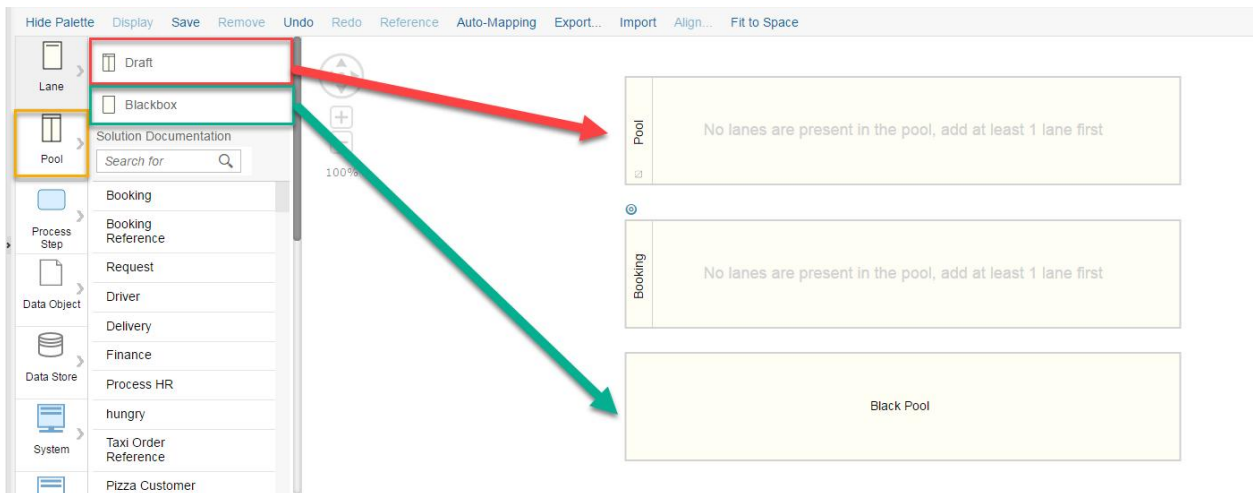 Hide Palette Display Save Remove Undo Redo Reference Auto-Mapping Export... Import Align... Fit to Space
Lane
Pool
Process
Step
Data Object
Data Store
System
Draft
Blackbox
Solution Documentation
Search for
Booking
Booking
Reference
Request
Driver
Delivery
Finance
Process HR
hungry
Taxi Order
Reference
Pizza Customer
100%
Pool
No lanes are present in the pool, add at least 1 lane first
Booking
No lanes are present in the pool, add at least 1 lane first
Black Pool